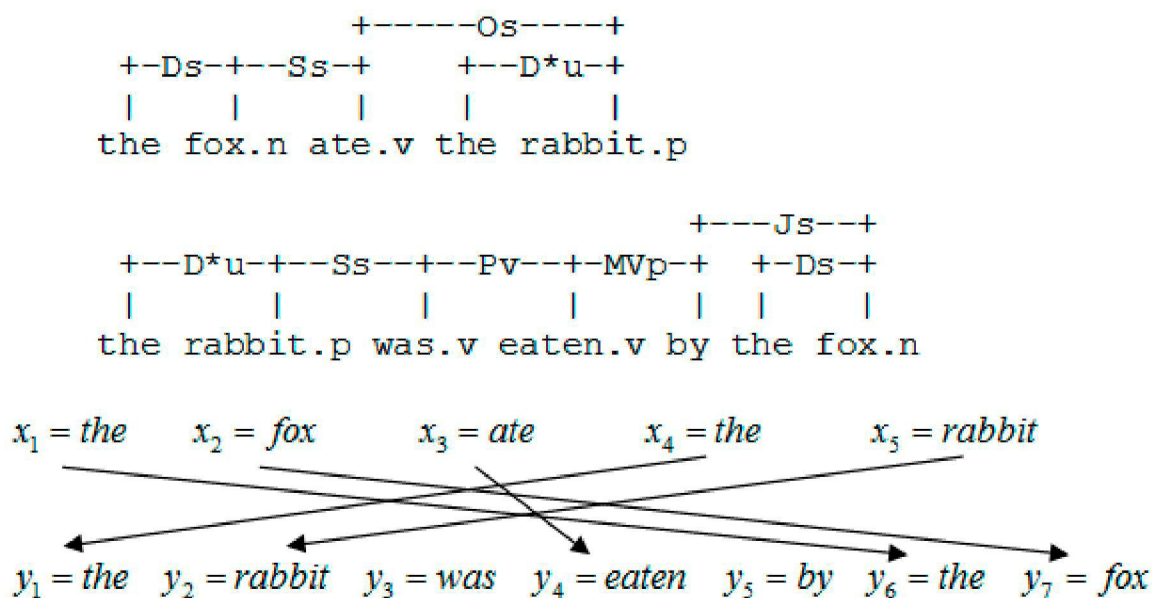 +-----Os----+
+-Ds-+--Ss-+ +--D*u-+
| | | | |
the fox.n ate.v the rabbit.p
+---Js--+
+--D*u-+--Ss--+--Pv--+-MVp-+ +-Ds-+
| | | | | | |
the rabbit.p was.v eaten.v by the fox.n
x₁ = the x₂ = fox x₃ = ate x₄ = the x₅ = rabbit
y₁ = the y₂ = rabbit y₃ = was y₄ = eaten y₅ = by y₆ = the y₇ = fox